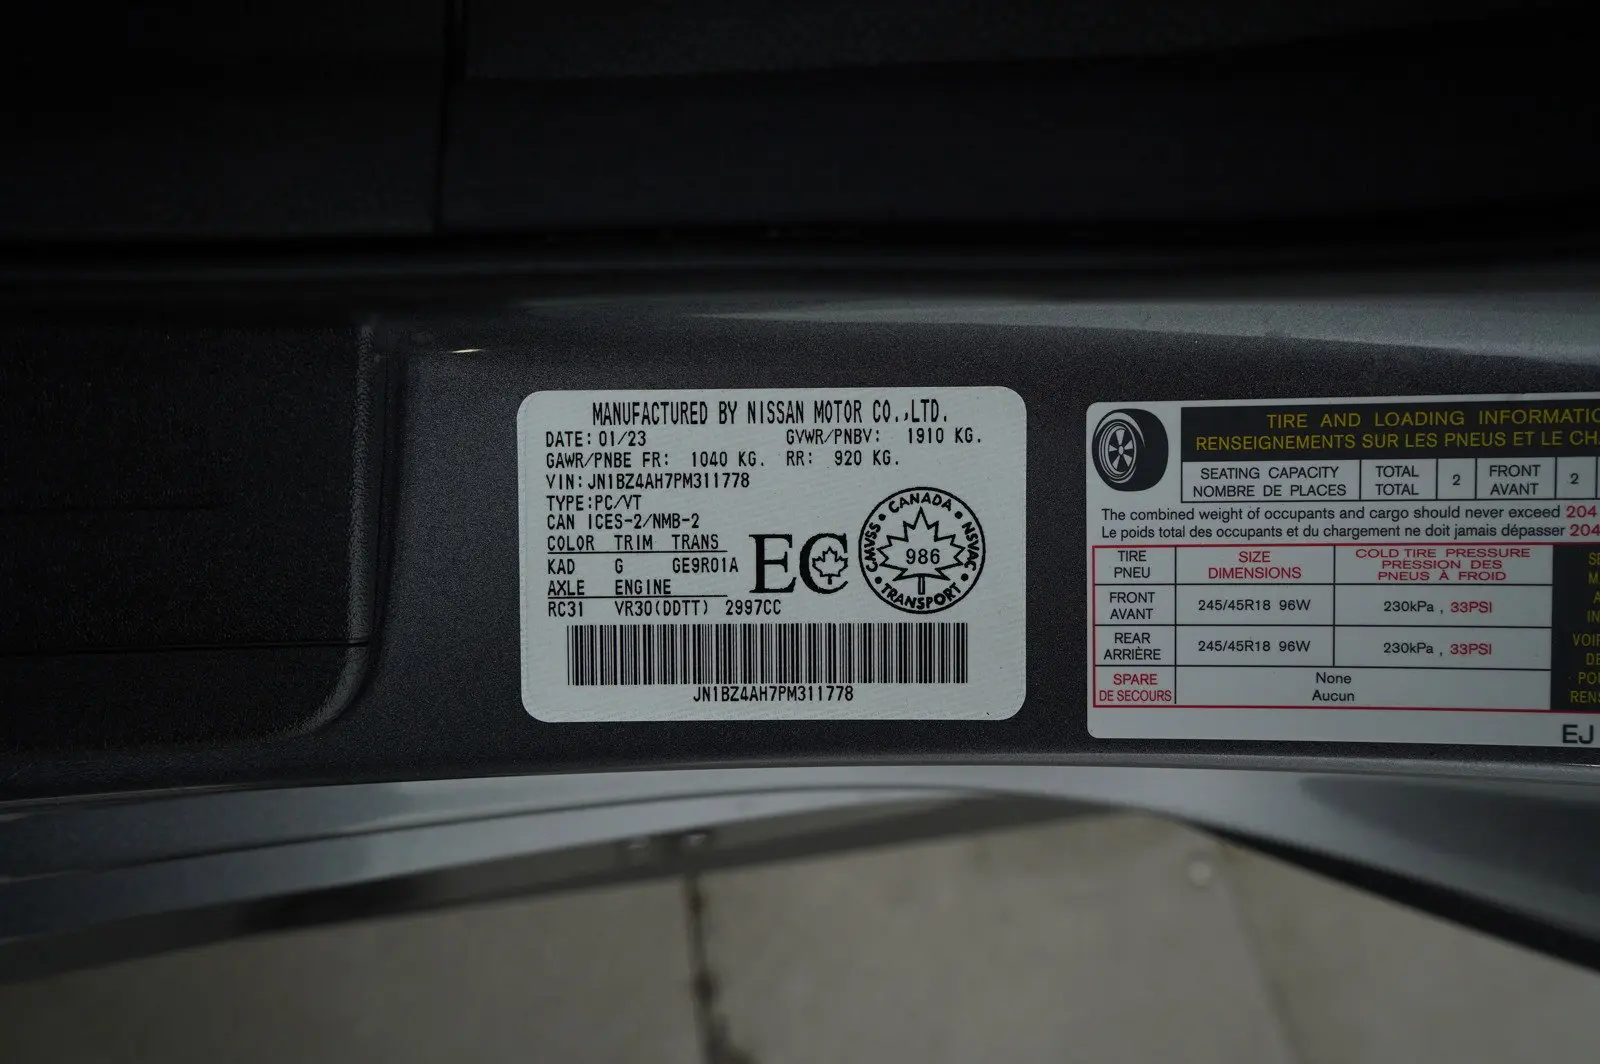 MANUFACTURED BY NISSAN MOTOR CO.,LTD.
DATE: 01/23 GVWR/PNBV: 1910 KG.
GAWR/PNBE FR: 1040 KG. RR: 920 KG.
VIN: JN1BZ4AH7PM311778
TYPE:PC/VT
CAN ICES-2/NMB-2
COLOR TRIM TRANS
KAD G GE9R01A
AXLE ENGINE
RC31 VR30(DDTT) 2997CC
EC
CANADA
CMVSS 986 NSVAC
TRANSPORT
JN1BZ4AH7PM311778
TIRE AND LOADING
RENSEIGNEMENTS SUR LES PNEUS ET LE
SEATING CAPACITY TOTAL 2 FRONT 2
NOMBRE DE PLACES TOTAL AVANT
The combined weight of occupants and cargo should never exceed 204
Le poids total des occupants et du chargement ne doit jamais dépasser 204
TIRE SIZE COLD TIRE PRESSURE
PNEU DIMENSIONS PRESSION DES
PNEUS À FROID
FRONT 245/45R18 96W 230kPa , 33PSI
AVANT
REAR 245/45R18 96W 230kPa , 33PSI
ARRIÈRE
SPARE None
DE SECOURS Aucun
EJ